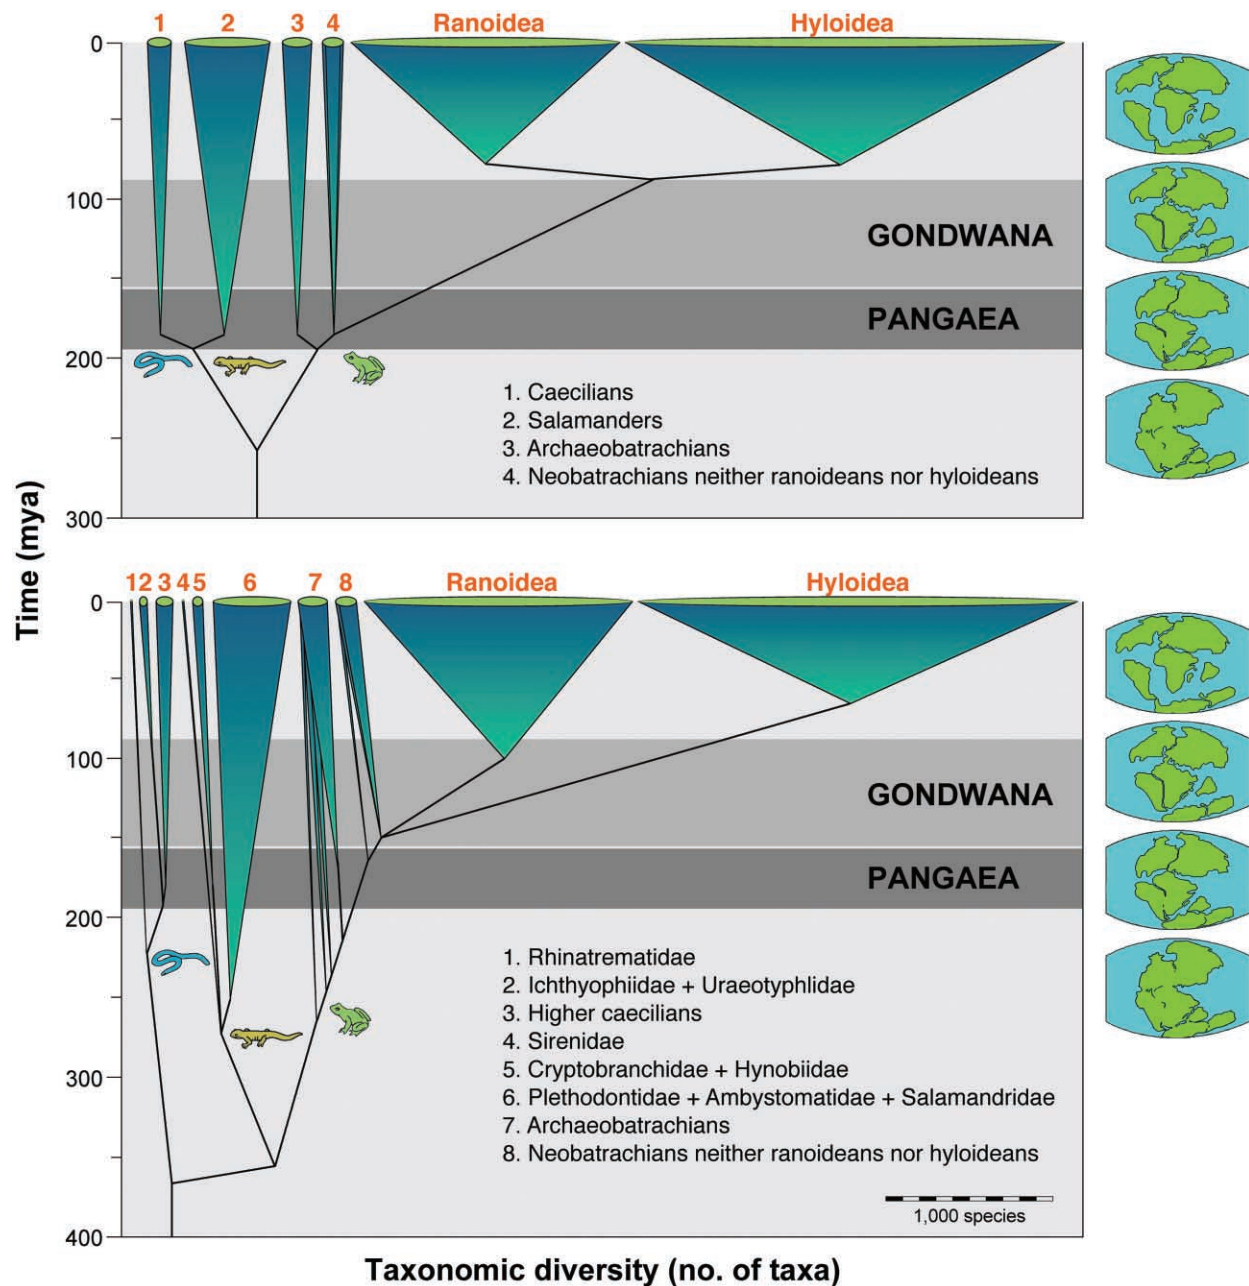 1 2 3 4 Ranoidea Hyloidea
0
100
GONDWANA
PANGAEA
200
1. Caecilians
2. Salamanders
3. Archaeobatrachians
4. Neobatrachians neither ranoideans nor hyloideans
300
Time (mya)
1 2 3 4 5 6 7 8 Ranoidea Hyloidea
0
100
GONDWANA
PANGAEA
200
1. Rhinatrematidae
2. Ichthyophiidae + Uraeotyphlidae
3. Higher caecilians
4. Sirenidae
300
5. Cryptobranchidae + Hynobiidae
6. Plethodontidae + Ambystomatidae + Salamandridae
7. Archaeobatrachians
8. Neobatrachians neither ranoideans nor hyloideans
1,000 species
400
Taxonomic diversity (no. of taxa)